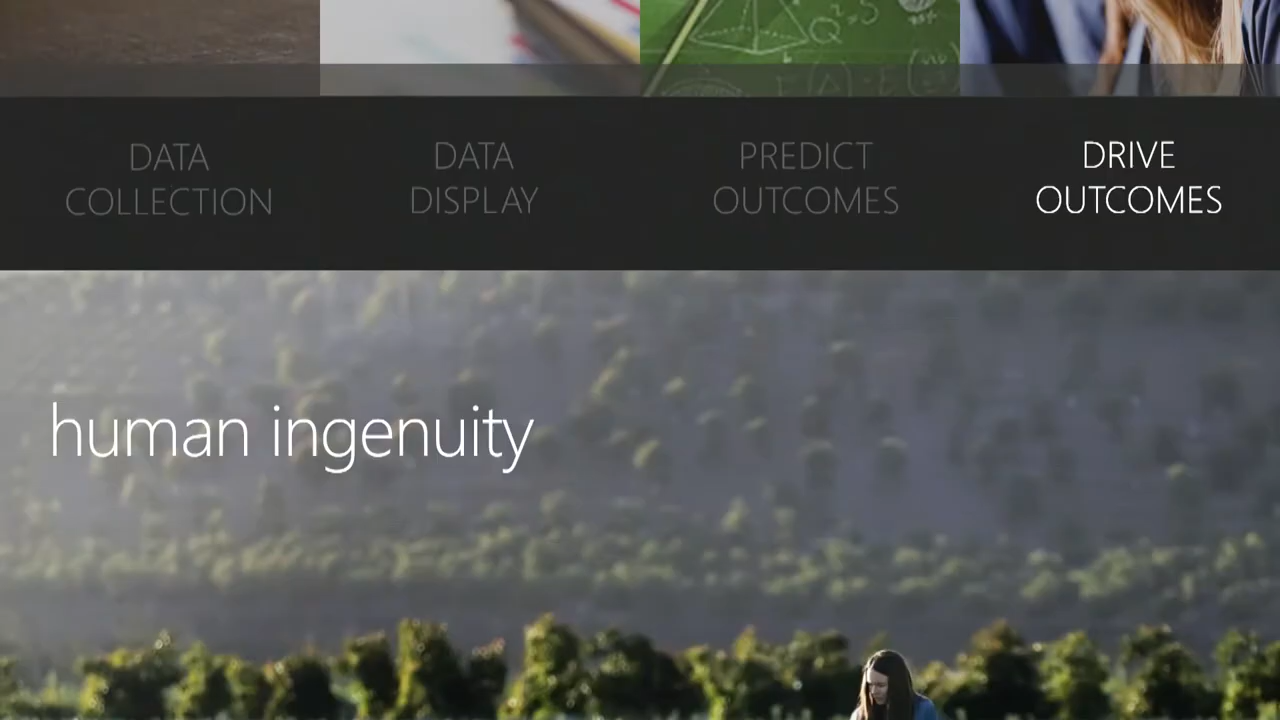 DATA
COLLECTION
DATA
DISPLAY
PREDICT
OUTCOMES
DRIVE
OUTCOMES
human ingenuity